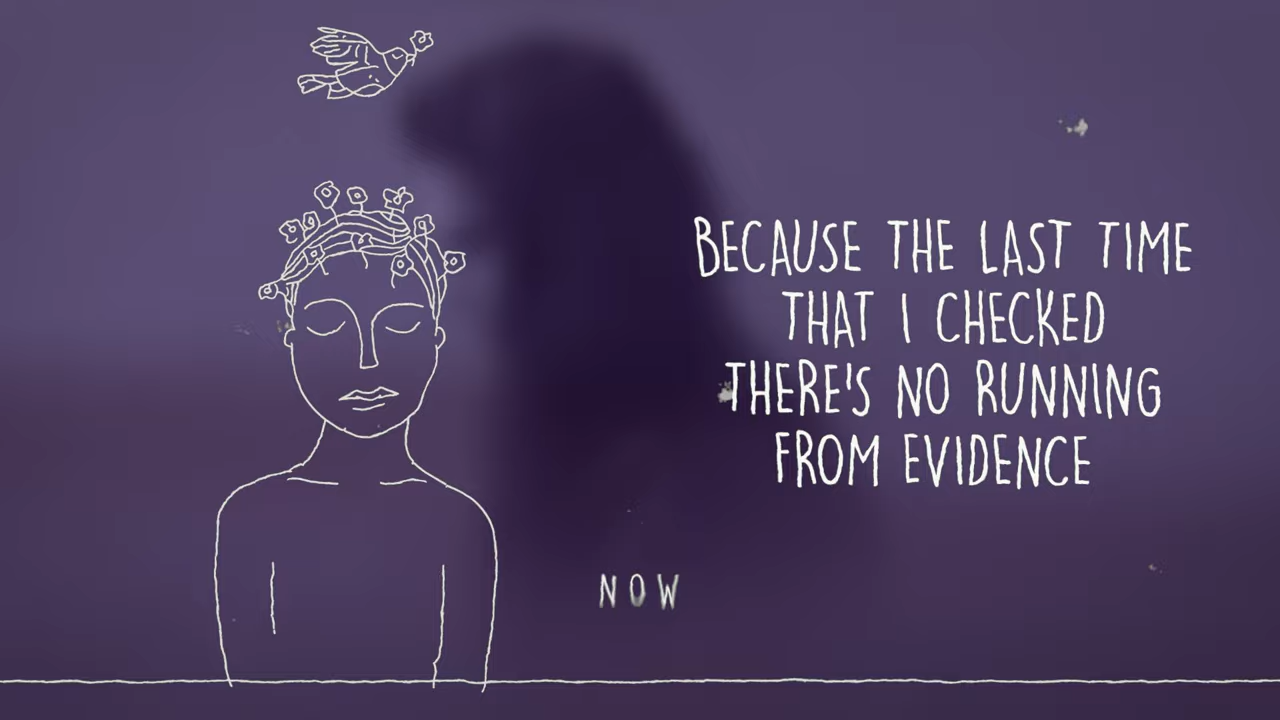 BECAUSE THE LAST TIME
THAT I CHECKED
THERE'S NO RUNNING
FROM EVIDENCE
NOW